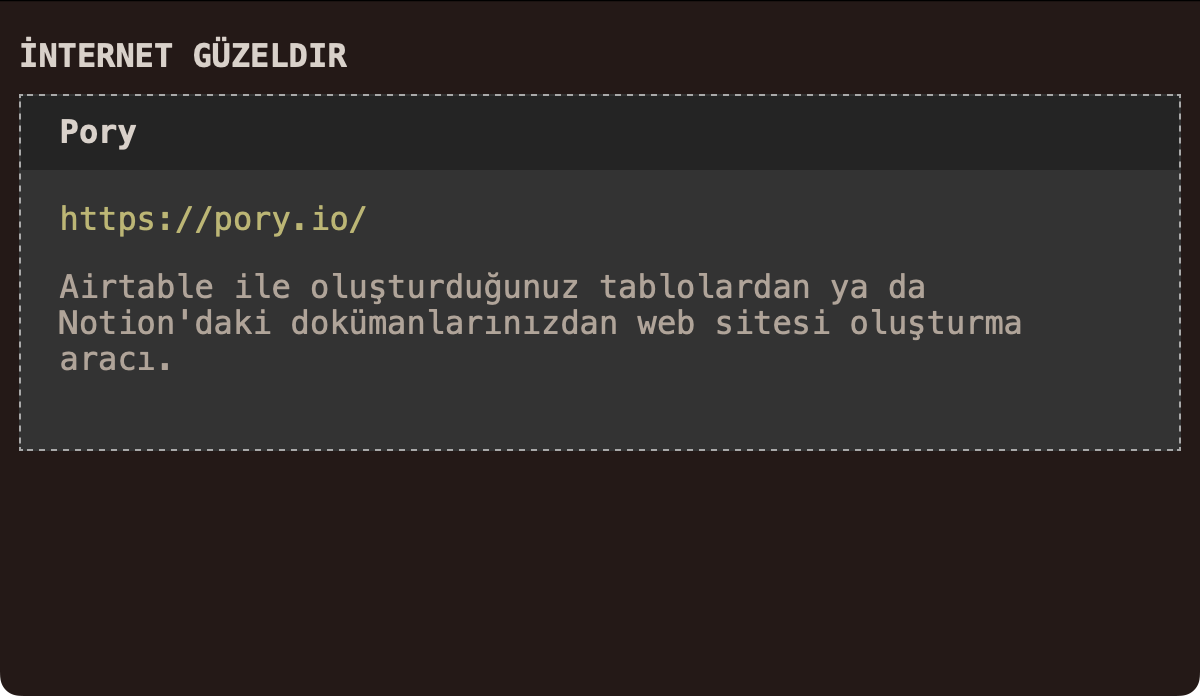 İNTERNET GÜZELDIR
Pory
https://pory.io/
Airtable ile oluşturduğunuz tablolardan ya da
Notion'daki dokümanlarınızdan web sitesi oluşturma
aracı.